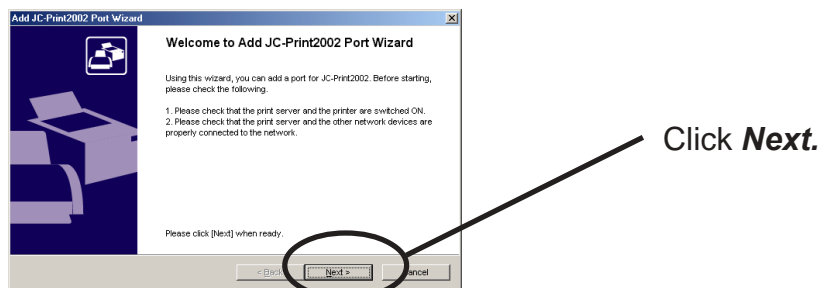 Add JC-Print2002 Port Wizard
Welcome to Add JC-Print2002 Port Wizard
Using this wizard, you can add a port for JC-Print2002. Before starting,
please check the following.
1. Please check that the print server and the printer are switched ON.
2. Please check that the print server and the other network devices are
properly connected to the network.
Please click [Next] when ready.
< Back
Next >
Cancel
Click Next.